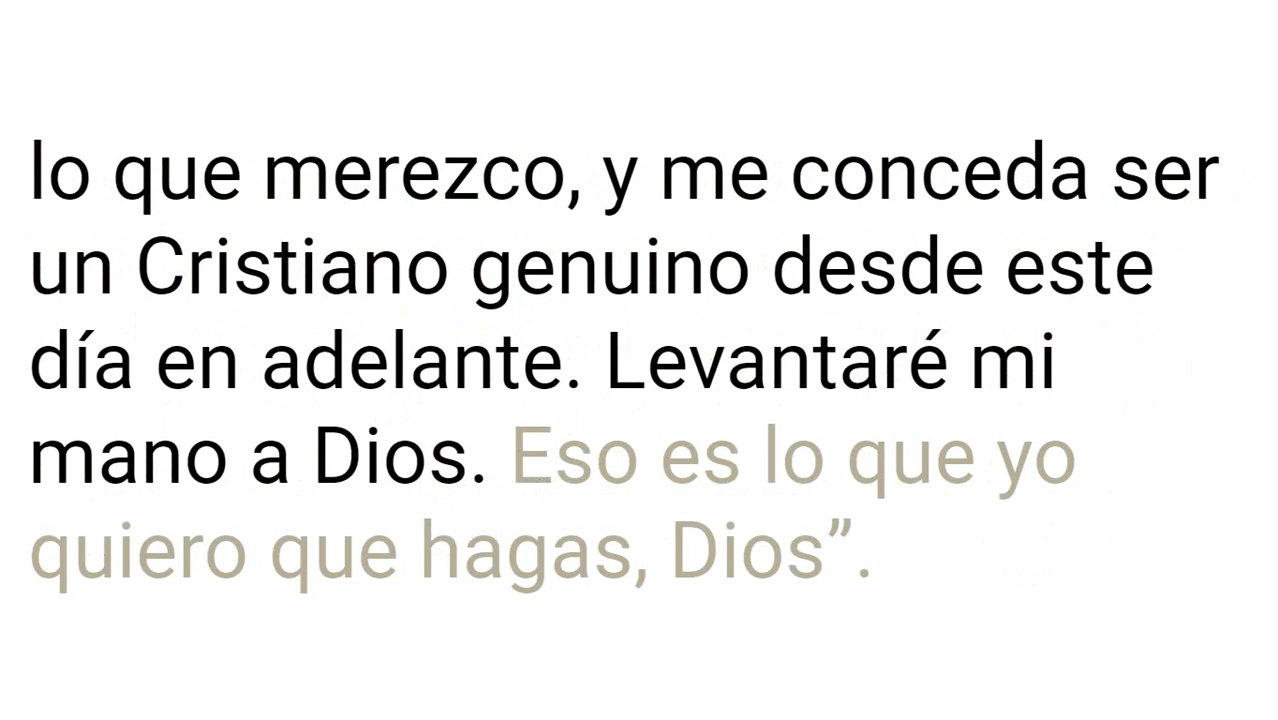 lo que merezco, y me conceda ser
un Cristiano genuino desde este
día en adelante. Levantaré mi
mano a Dios. Eso es lo que yo
quiero que hagas, Dios”.